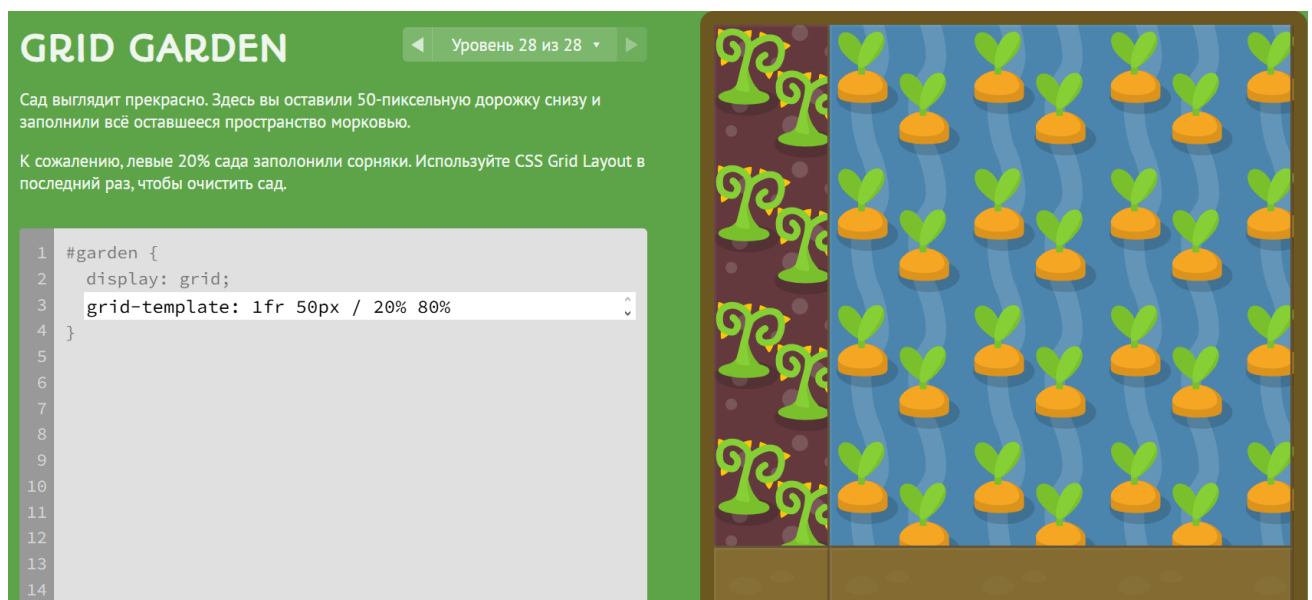 GRID GARDEN
Уровень 28 из 28
Сад выглядит прекрасно. Здесь вы оставили 50-пиксельную дорожку снизу и
заполнили всё оставшееся пространство морковью.
К сожалению, левые 20% сада заполонили сорняки. Используйте CSS Grid Layout в
последний раз, чтобы очистить сад.
1 #garden {
2 display: grid;
3 grid-template: 1fr 50px / 20% 80%
4 }
5
6
7
8
9
10
11
12
13
14